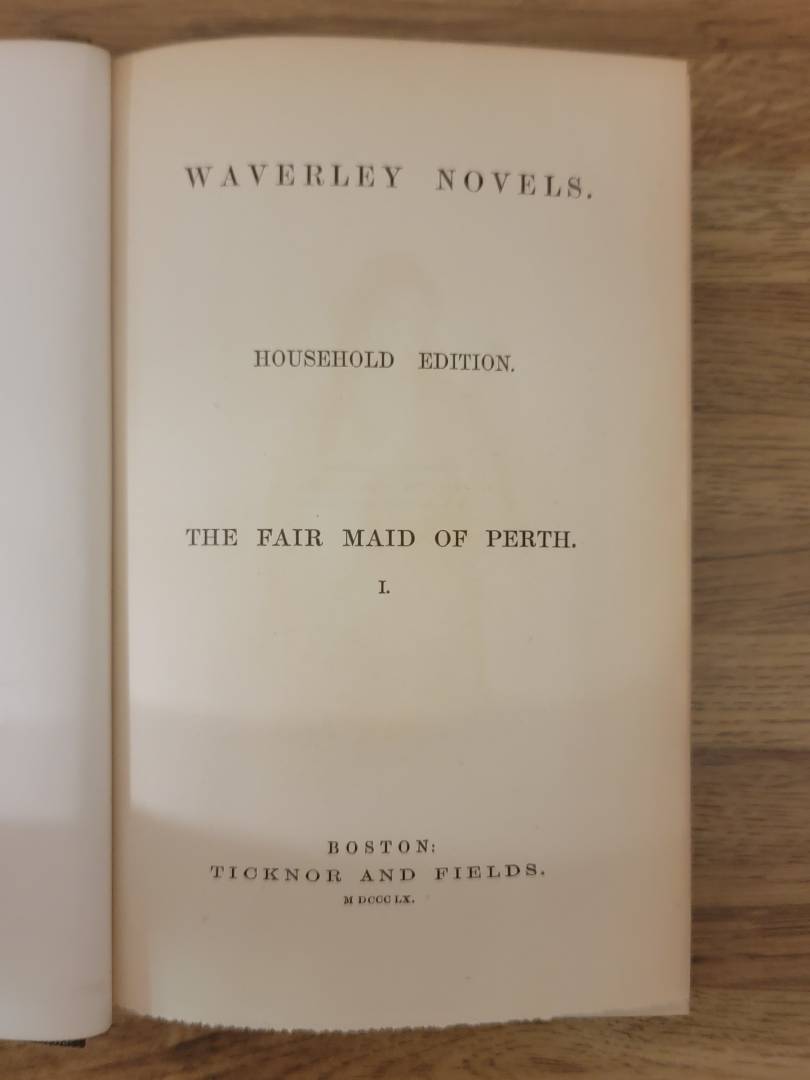 WAVERLEY NOVELS.
HOUSEHOLD EDITION.
THE FAIR MAID OF PERTH.
I.
BOSTON:
TICKNOR AND FIELDS.
M DCCC LX.